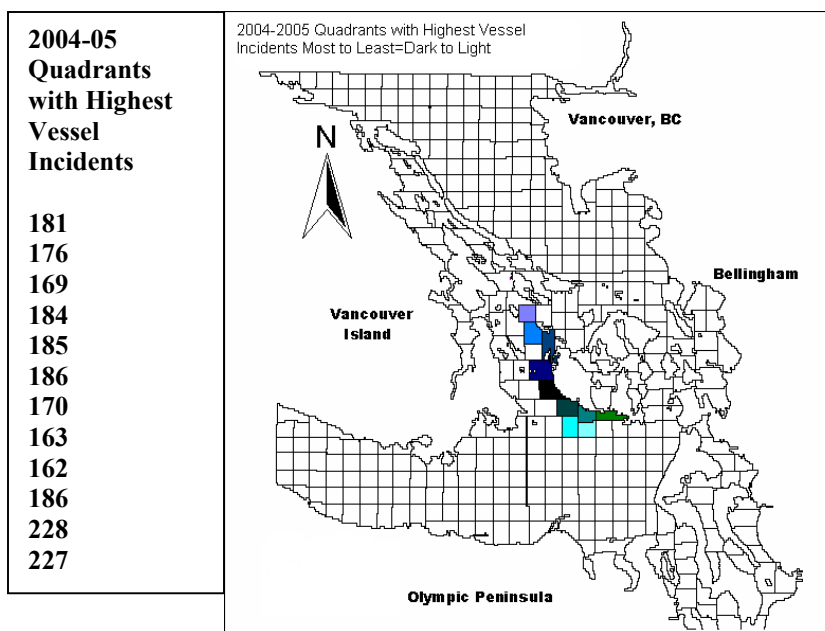 2004-05
Quadrants
with Highest
Vessel
Incidents
181
176
169
184
185
186
170
163
162
186
228
227
2004-2005 Quadrants with Highest Vessel
Incidents Most to Least=Dark to Light
Vancouver, BC
N
Bellingham
Vancouver
Island
Olympic Peninsula